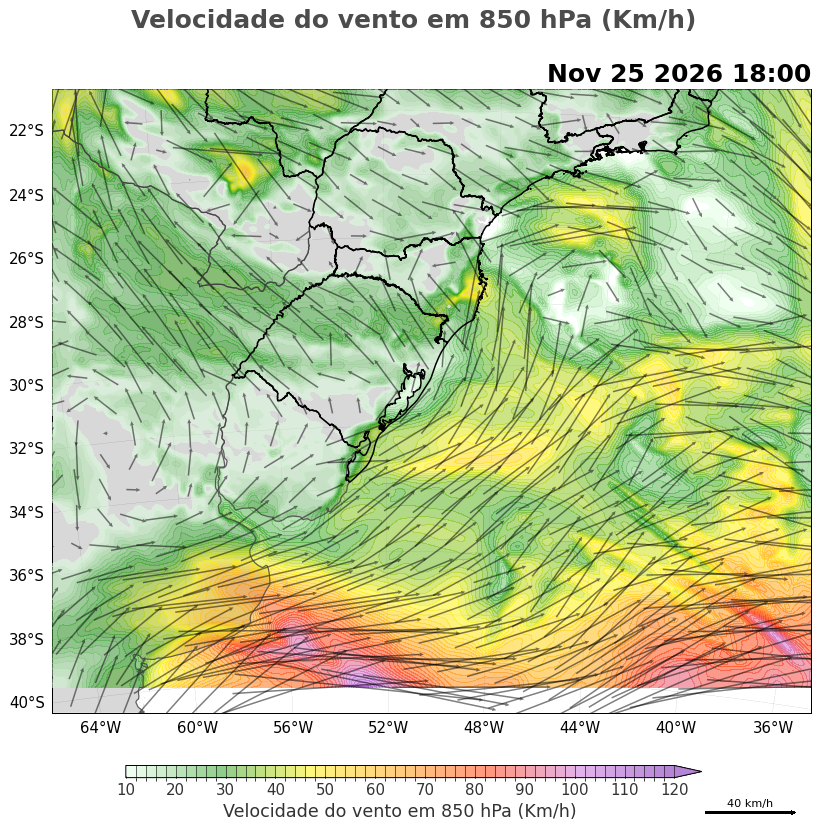 Velocidade do vento em 850 hPa (Km/h)
Nov 25 2026 18:00
22°S
24°S
26°S
28°S
30°S
32°S
34°S
36°S
38°S
40°S
64°W 60°W 56°W 52°W 48°W 44°W 40°W 36°W
10 20 30 40 50 60 70 80 90 100 110 120
Velocidade do vento em 850 hPa (Km/h)
40 km/h